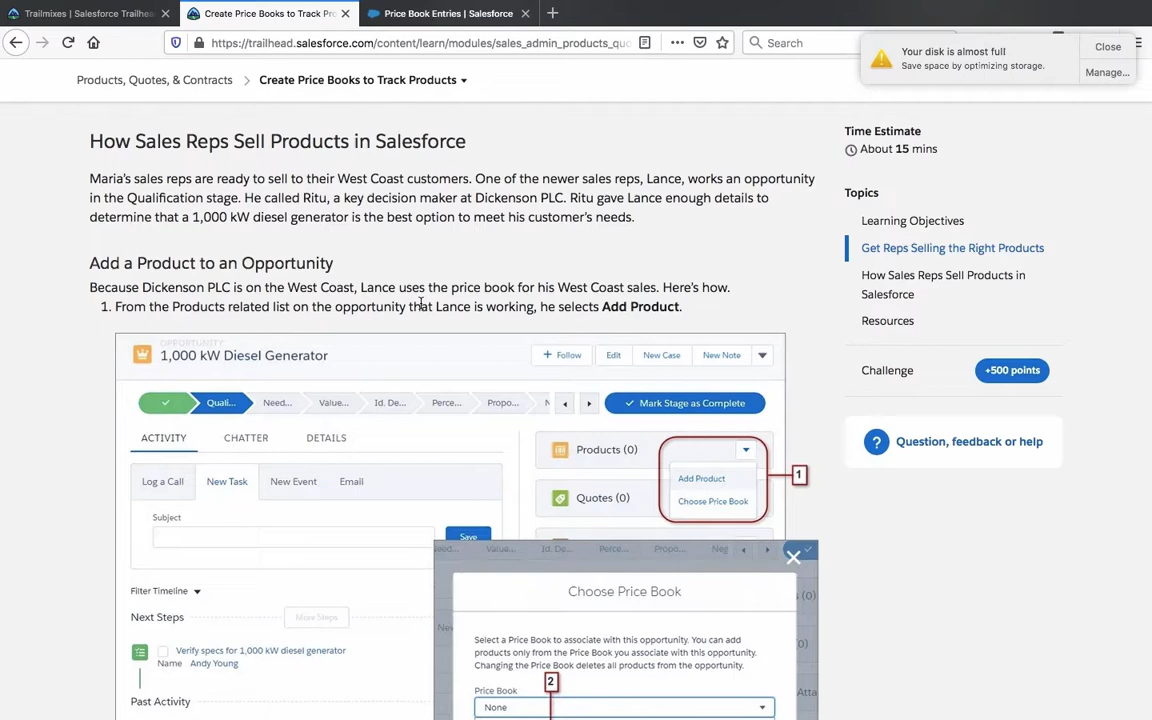 Trailmixes | Salesforce Trailhea
Create Price Books to Track Pro
Price Book Entries | Salesforce
https://trailhead.salesforce.com/content/learn/modules/sales_admin_products_quo
Search
Your disk is almost full
Save space by optimizing storage.
Close
Manage...
Products, Quotes, & Contracts
Create Price Books to Track Products
How Sales Reps Sell Products in Salesforce
Maria's sales reps are ready to sell to their West Coast customers. One of the newer sales reps, Lance, works an opportunity
in the Qualification stage. He called Ritu, a key decision maker at Dickenson PLC. Ritu gave Lance enough details to
determine that a 1,000 kW diesel generator is the best option to meet his customer's needs.
Add a Product to an Opportunity
Because Dickenson PLC is on the West Coast, Lance uses the price book for his West Coast sales. Here's how.
1. From the Products related list on the opportunity that Lance is working, he selects Add Product.
OPPORTUNITY
1,000 kW Diesel Generator
+ Follow
Edit
New Case
New Note
Quali...
Need...
Value...
Id. De...
Perce...
Propo...
N
Mark Stage as Complete
ACTIVITY
CHATTER
DETAILS
Log a Call
New Task
New Event
Email
Subject
Save
Filter Timeline
Next Steps
More Steps
Verify specs for 1,000 kW diesel generator
Name Andy Young
Past Activity
Products (0)
Add Product
Choose Price Book
1
Quotes (0)
Need...
Value...
Id. De...
Perce...
Propo...
Neg
Choose Price Book
Select a Price Book to associate with this opportunity. You can add
products only from the Price Book you associate with this opportunity.
Changing the Price Book deletes all products from the opportunity.
2
Price Book
None
Time Estimate
About 15 mins
Topics
Learning Objectives
Get Reps Selling the Right Products
How Sales Reps Sell Products in
Salesforce
Resources
Challenge
+500 points
? Question, feedback or help